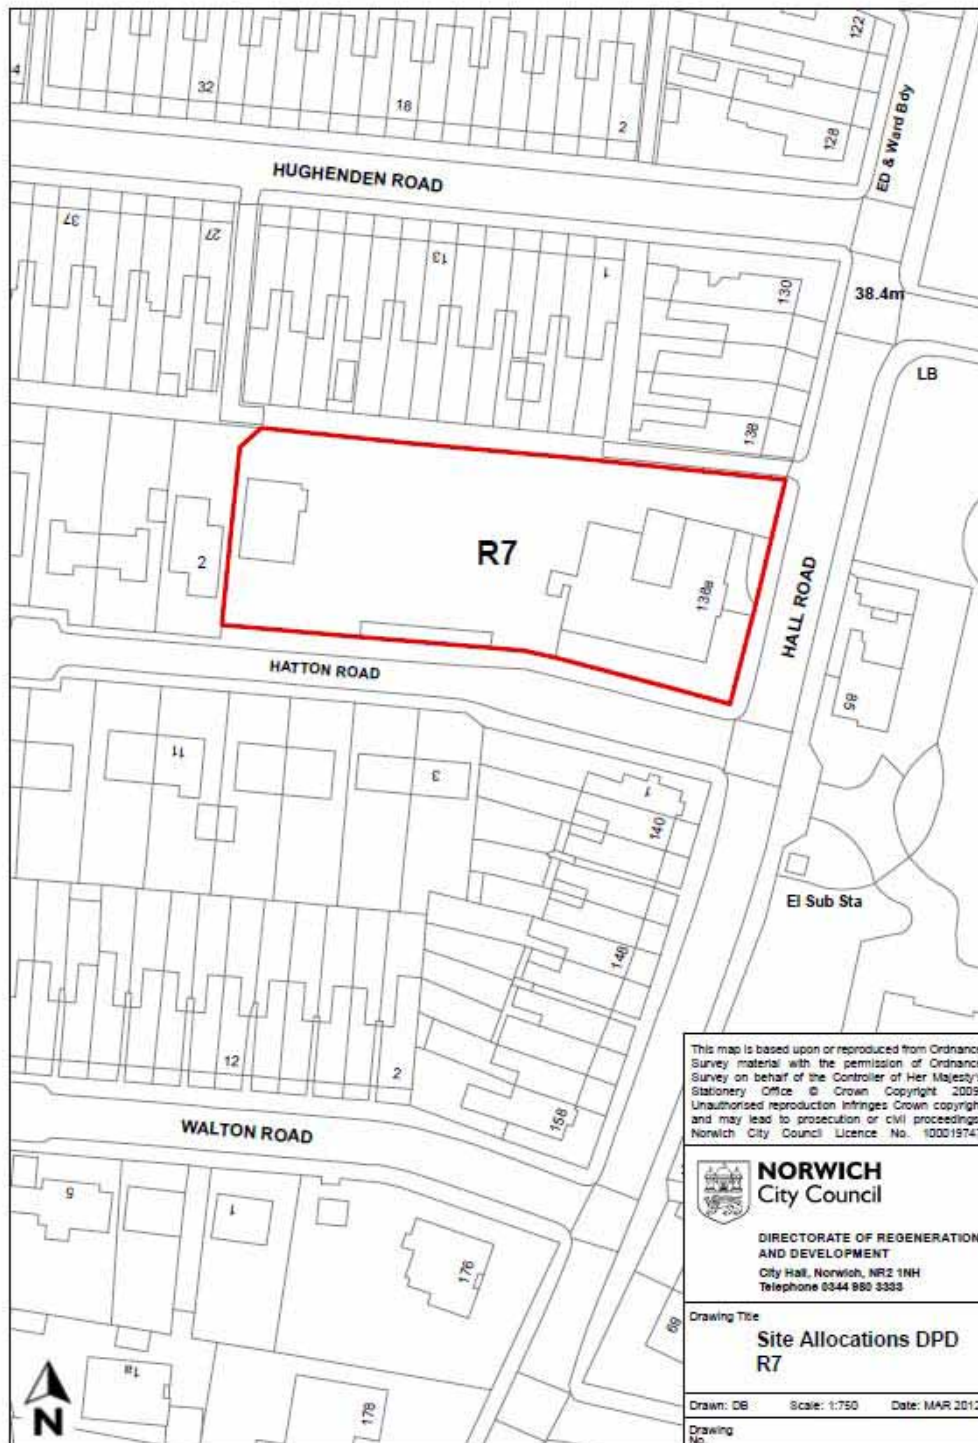 122
ED & Ward Bdy
4
32
18
2
128
HUGHENDEN ROAD
37
27
13
1
130
38.4m
LB
138
R7
2
138a
HALL ROAD
HATTON ROAD
85
11
3
1
140
El Sub Sta
148
12
2
158
WALTON ROAD
5
1
176
69
1a
178
N
This map is based upon or reproduced from Ordnance
Survey material with the permission of Ordnance
Survey on behalf of the Controller of Her Majesty's
Stationery Office © Crown Copyright 2009.
Unauthorised reproduction infringes Crown copyright
and may lead to prosecution or civil proceedings.
Norwich City Council Licence No. 100019747
NORWICH
City Council
DIRECTORATE OF REGENERATION
AND DEVELOPMENT
City Hall, Norwich, NR2 1NH
Telephone 0344 980 3333
Drawing Title
Site Allocations DPD
R7
Drawn: DB Scale: 1:750 Date: MAR 2012
Drawing
No.